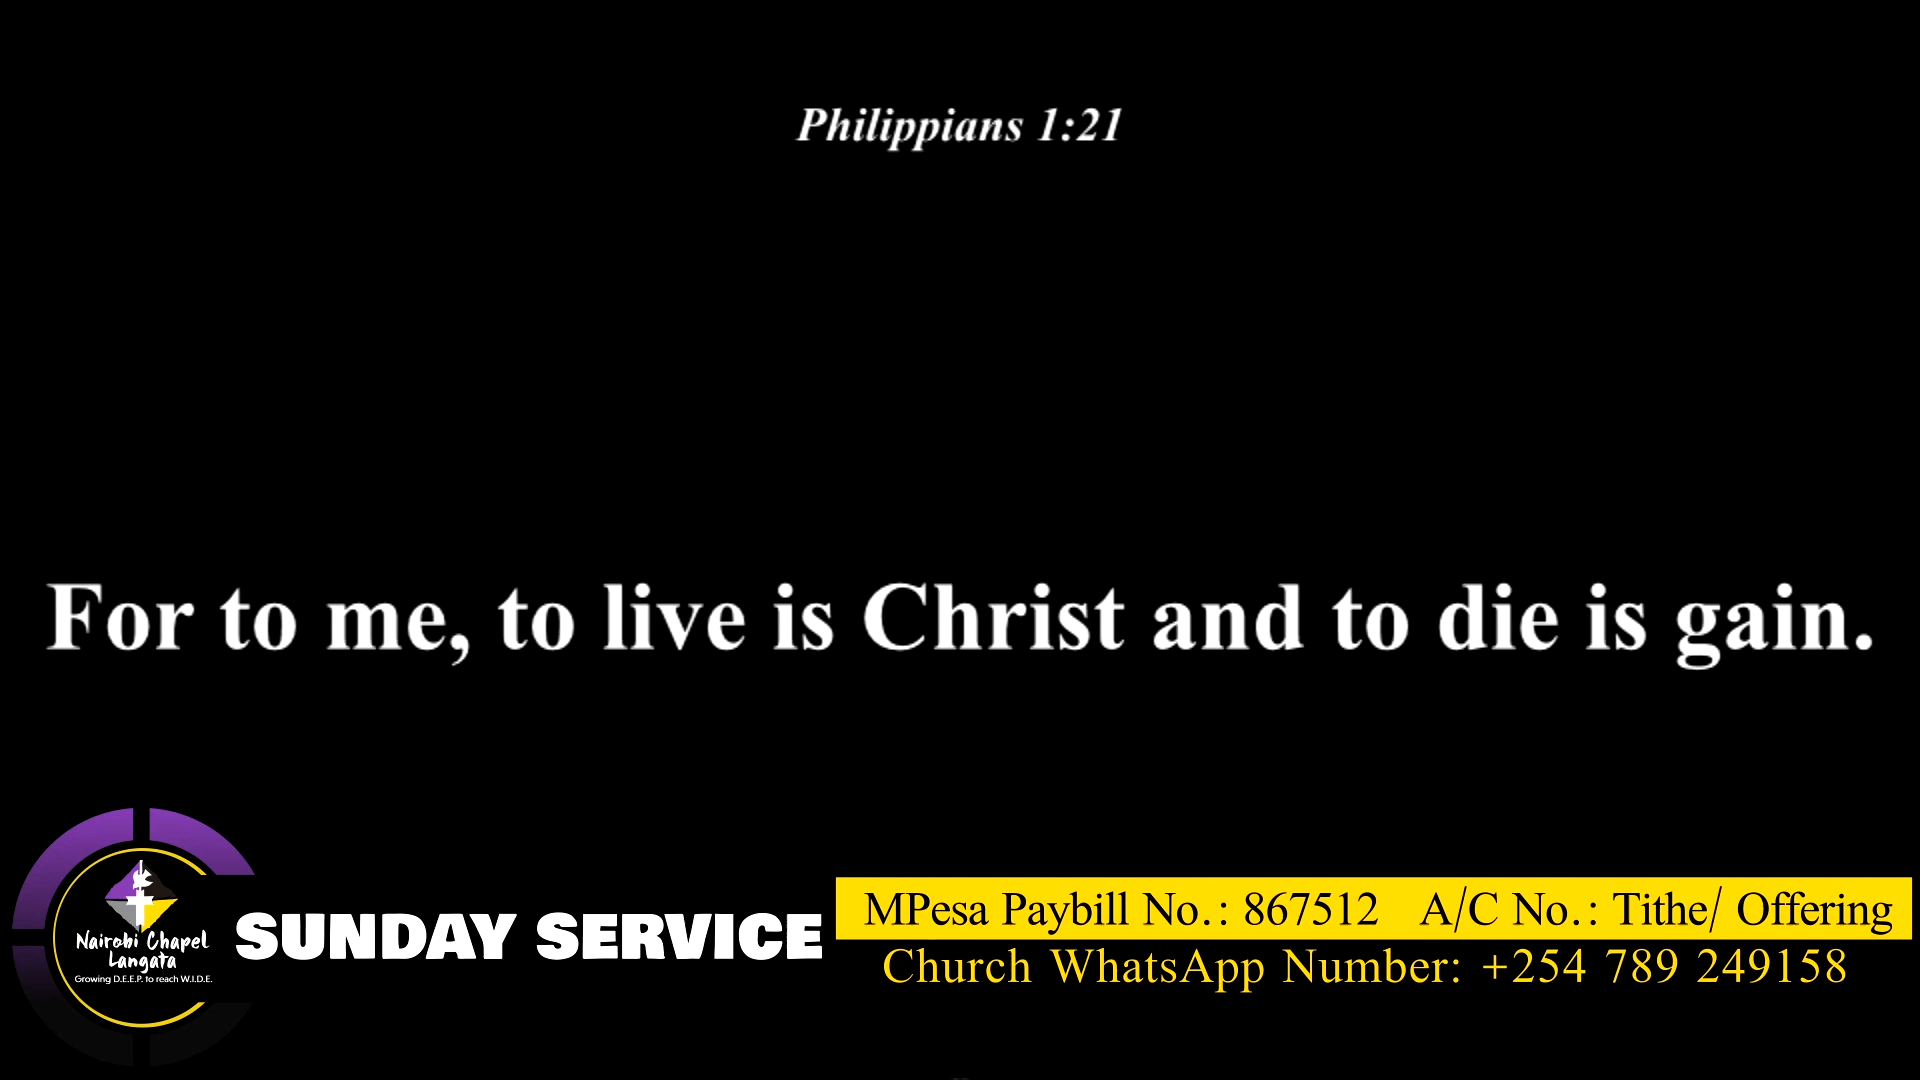 Philippians 1:21
For to me, to live is Christ and to die is gain.
Nairobi Chapel
Langata
Growing D.E.E.P. to reach W.I.D.E.
SUNDAY SERVICE
MPesa Paybill No.: 867512 A/C No.: Tithe/ Offering
Church WhatsApp Number: +254 789 249158